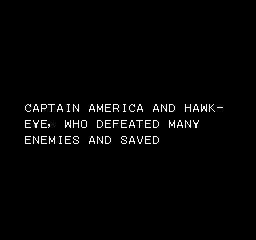 CAPTAIN AMERICA AND HAWK-
EYE, WHO DEFEATED MANY
ENEMIES AND SAVED